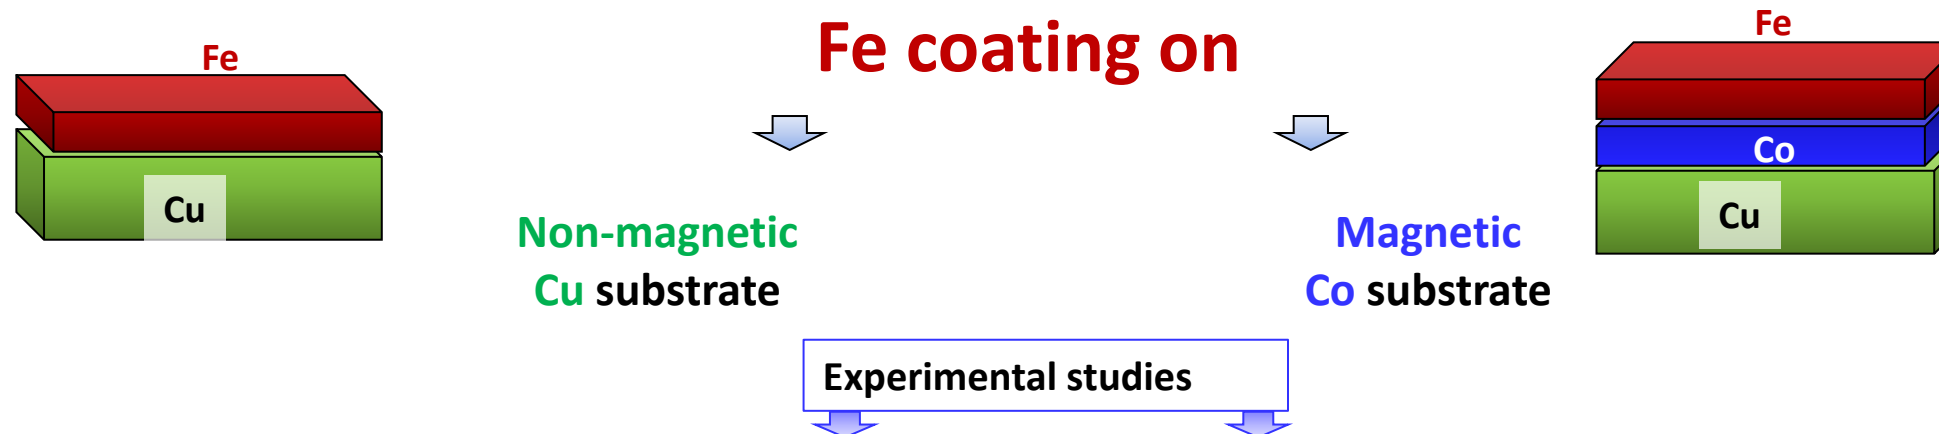 Fe coating on
Fe
Cu
Fe
Co
Cu
Non-magnetic
Cu substrate
Magnetic
Co substrate
Experimental studies